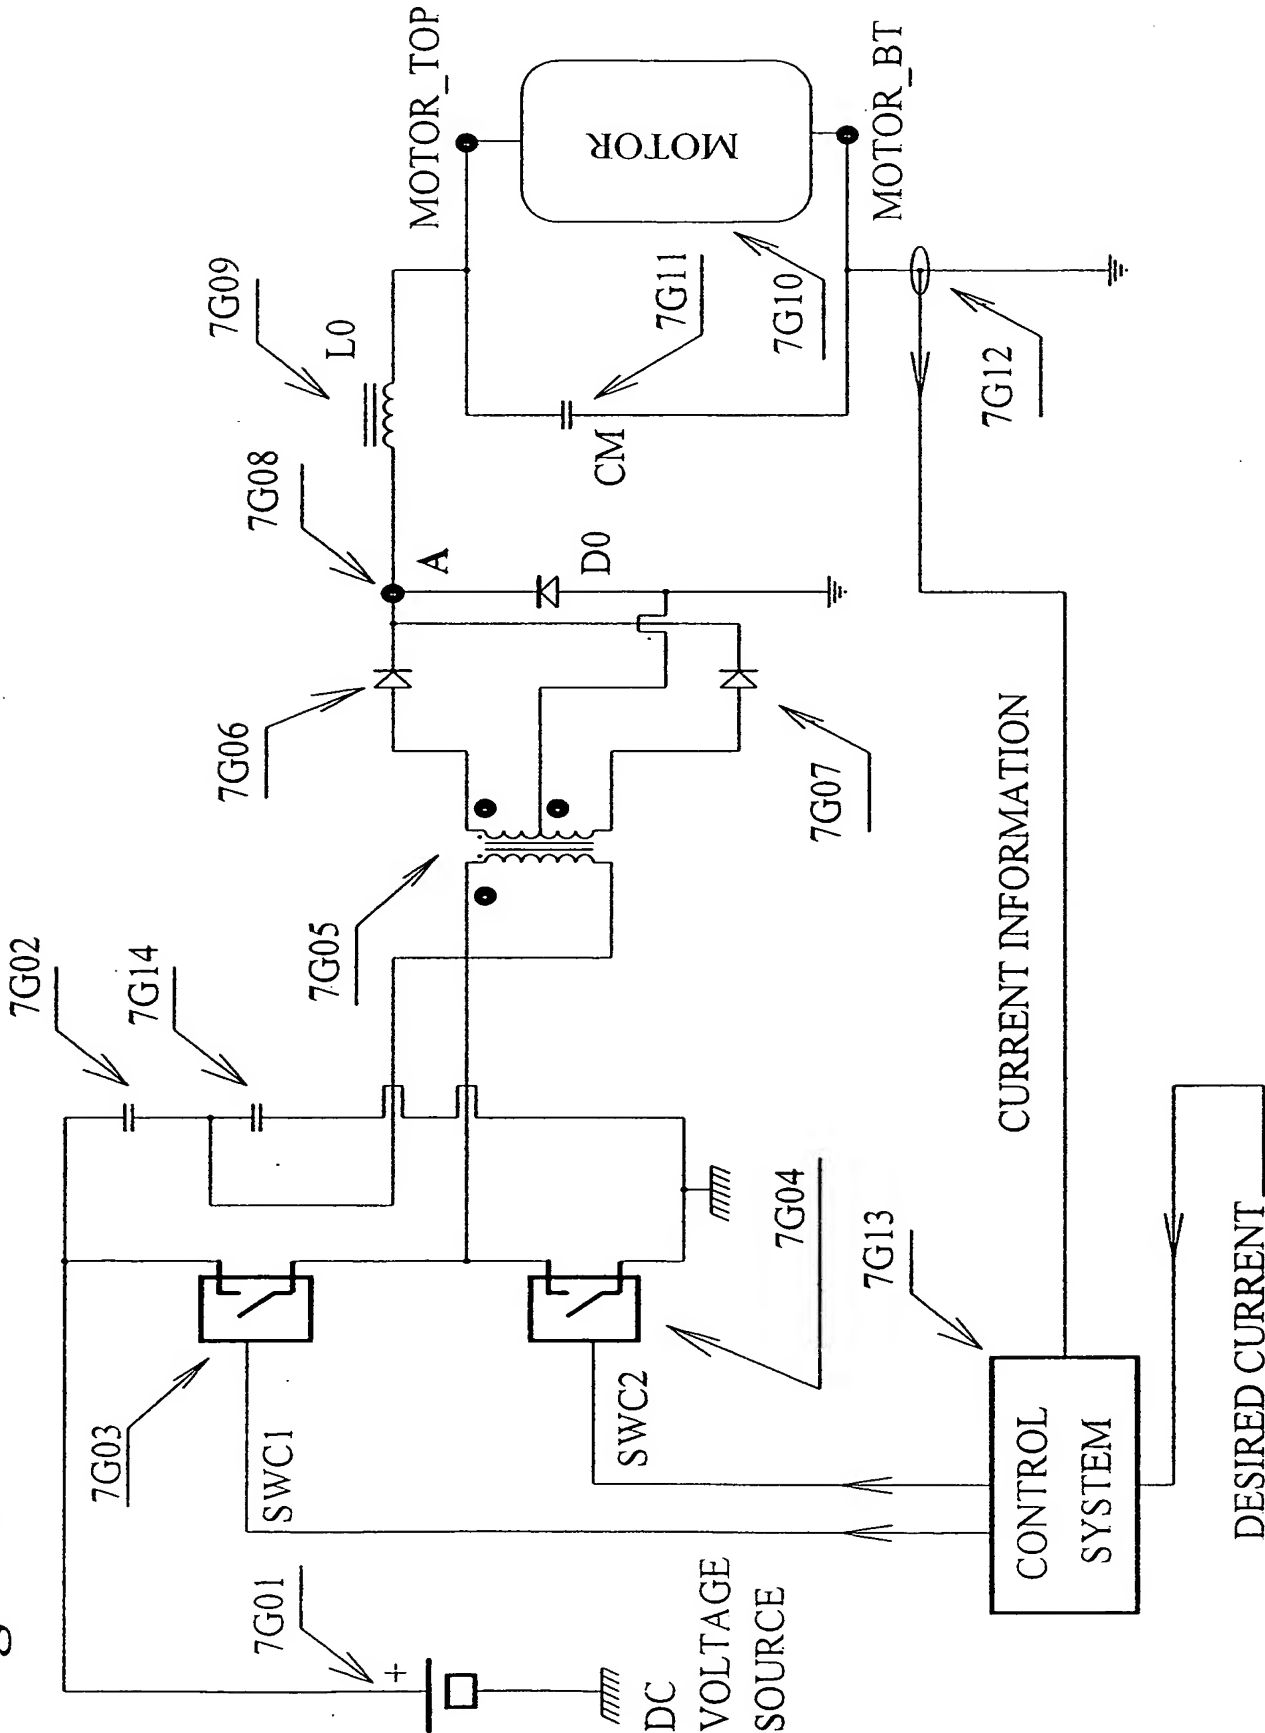 7G02
7G14
7G05
7G06
7G08
7G09
L0
A
D0
CM
7G11
7G10
7G12
7G07
MOTOR_TOP
MOTOR
MOTOR_BT
7G01
+
DC
VOLTAGE
SOURCE
7G03
SWC1
SWC2
7G04
7G13
CONTROL
SYSTEM
CURRENT INFORMATION
DESIRED CURRENT